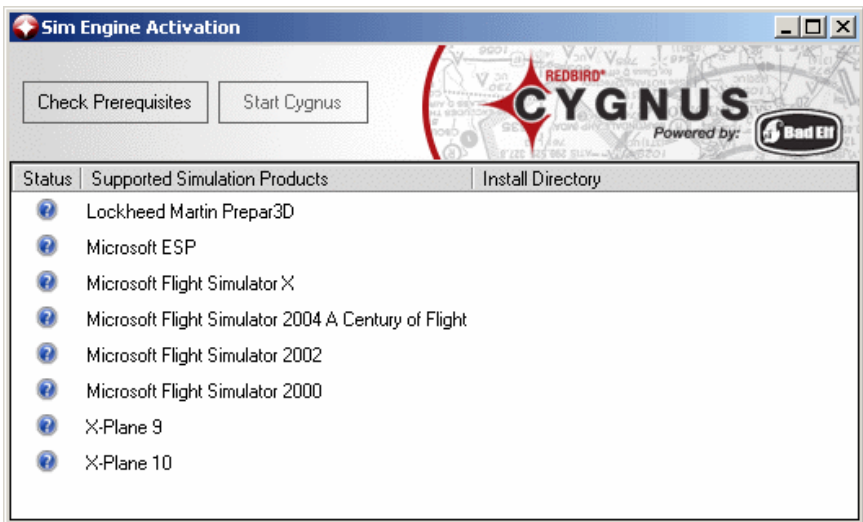 Sim Engine Activation
Check Prerequisites
Start Cygnus
REDBIRD®
CYGNUS
Powered by:
Bad Elf
Status
Supported Simulation Products
Install Directory
Lockheed Martin Prepar3D
Microsoft ESP
Microsoft Flight Simulator X
Microsoft Flight Simulator 2004 A Century of Flight
Microsoft Flight Simulator 2002
Microsoft Flight Simulator 2000
X-Plane 9
X-Plane 10